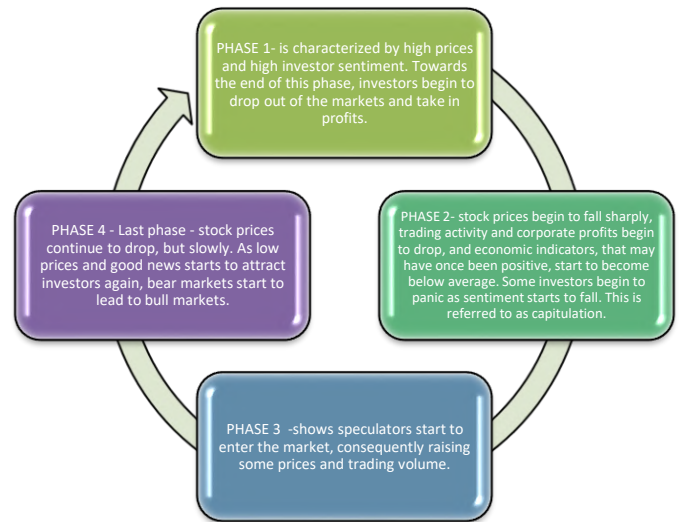 PHASE 1- is characterized by high prices
and high investor sentiment. Towards
the end of this phase, investors begin to
drop out of the markets and take in
profits.
PHASE 2- stock prices begin to fall sharply,
trading activity and corporate profits begin
to drop, and economic indicators, that may
have once been positive, start to become
below average. Some investors begin to
panic as sentiment starts to fall. This is
referred to as capitulation.
PHASE 3 -shows speculators start to
enter the market, consequently raising
some prices and trading volume.
PHASE 4 - Last phase - stock prices
continue to drop, but slowly. As low
prices and good news starts to attract
investors again, bear markets start to
lead to bull markets.